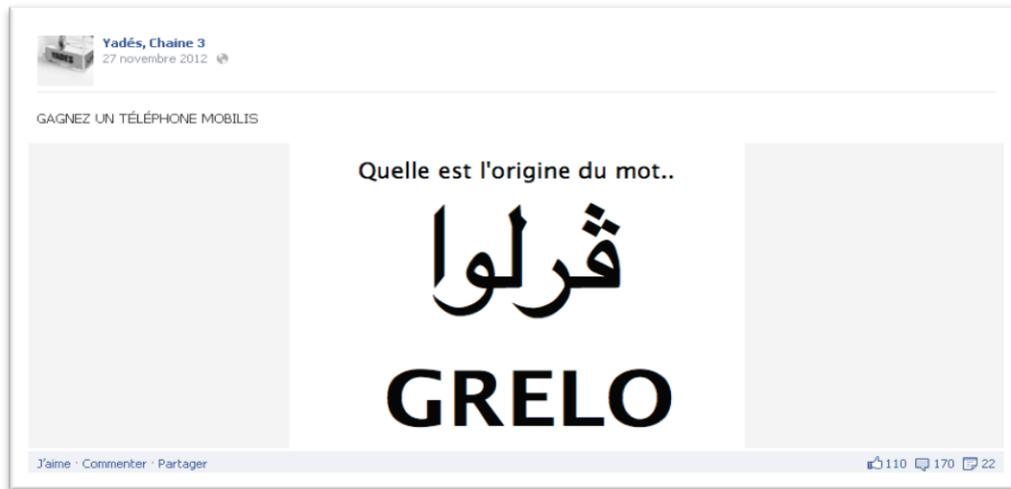 Yadés, Chaine 3
27 novembre 2012
GAGNEZ UN TÉLÉPHONE MOBILIS
Quelle est l'origine du mot..
ڨرلوا
GRELO
J'aime · Commenter · Partager
110 170 22